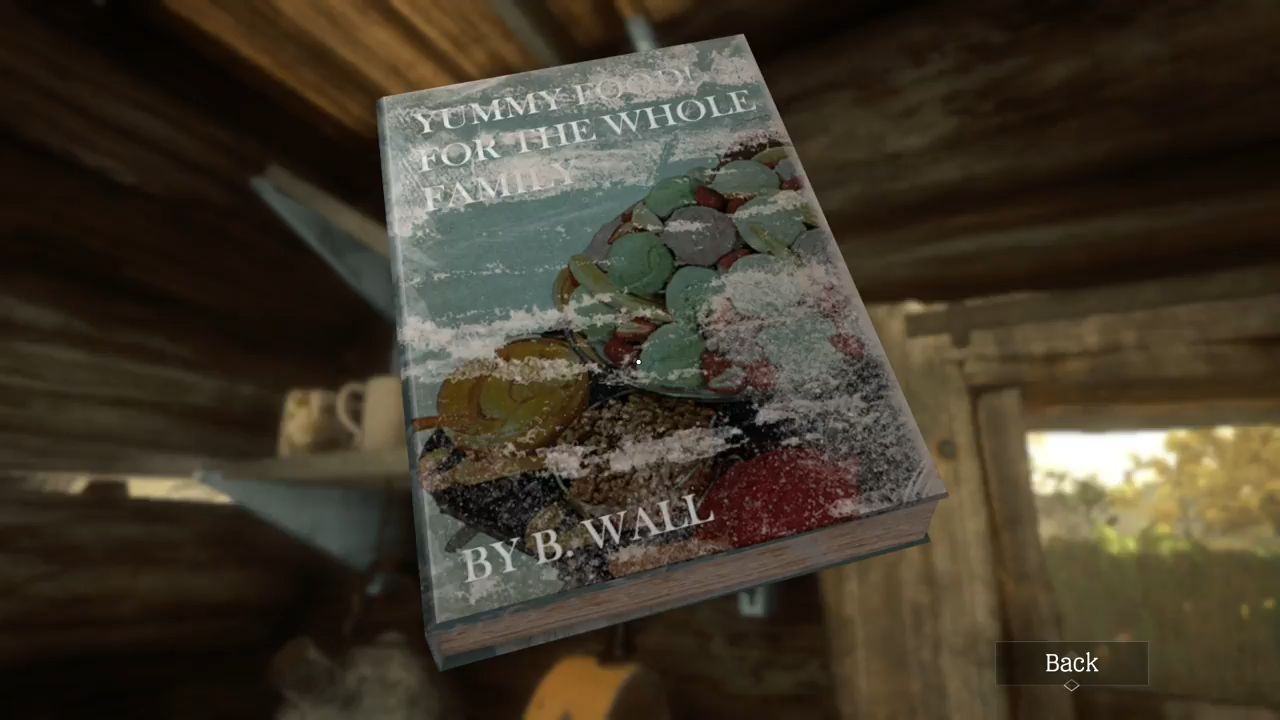 YUMMY FOOD!
FOR THE WHOLE
FAMILY
BY B. WALL
Back